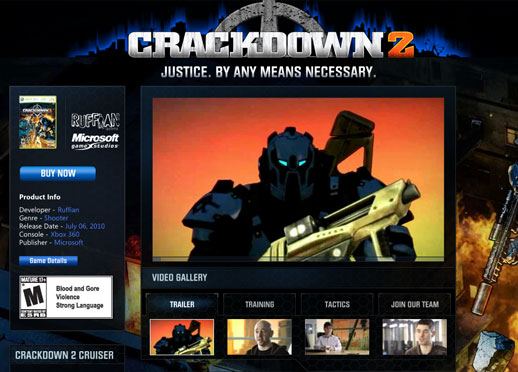 CRACKDOWN 2
JUSTICE. BY ANY MEANS NECESSARY.
CRACKDOWN 2
RUFFIAN
Microsoft
game studios
BUY NOW
Product Info
Developer - Ruffian
Genre - Shooter
Release Date - July 06, 2010
Console - Xbox 360
Publisher - Microsoft
Game Details
MATURE 17+
M
Blood and Gore
Violence
Strong Language
CRACKDOWN 2 CRUISER
VIDEO GALLERY
TRAILER
TRAINING
TACTICS
JOIN OUR TEAM